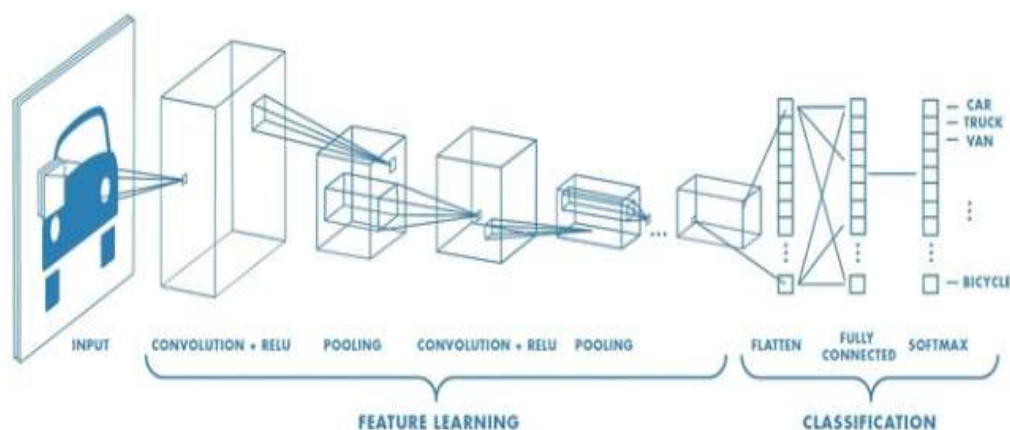 CAR
TRUCK
VAN
BICYCLE
INPUT
CONVOLUTION + RELU
POOLING
CONVOLUTION + RELU
POOLING
FLATTEN
FULLY
CONNECTED
SOFTMAX
FEATURE LEARNING
CLASSIFICATION